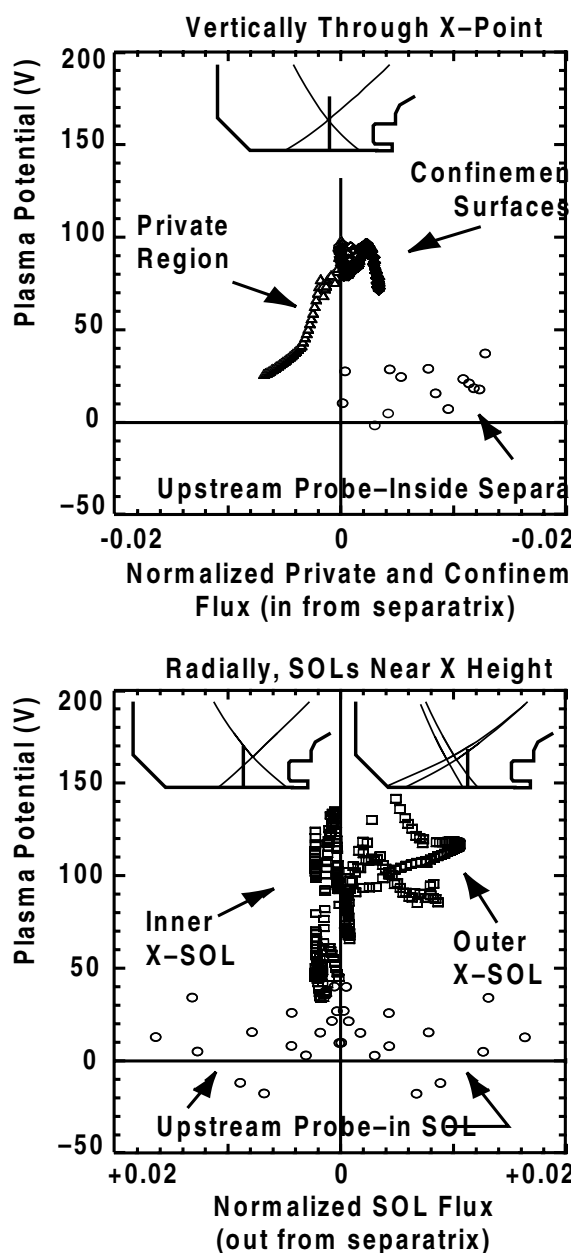 Vertically Through X–Point
Plasma Potential (V)
200
150
100
50
0
–50
Confinemen
Surfaces
Private
Region
Upstream Probe–Inside Separa
-0.02
0
-0.02
Normalized Private and Confinem
Flux (in from separatrix)
Radially, SOLs Near X Height
Plasma Potential (V)
200
150
100
50
0
–50
Inner
X–SOL
Outer
X–SOL
Upstream Probe–in SOL
+0.02
0
+0.02
Normalized SOL Flux
(out from separatrix)